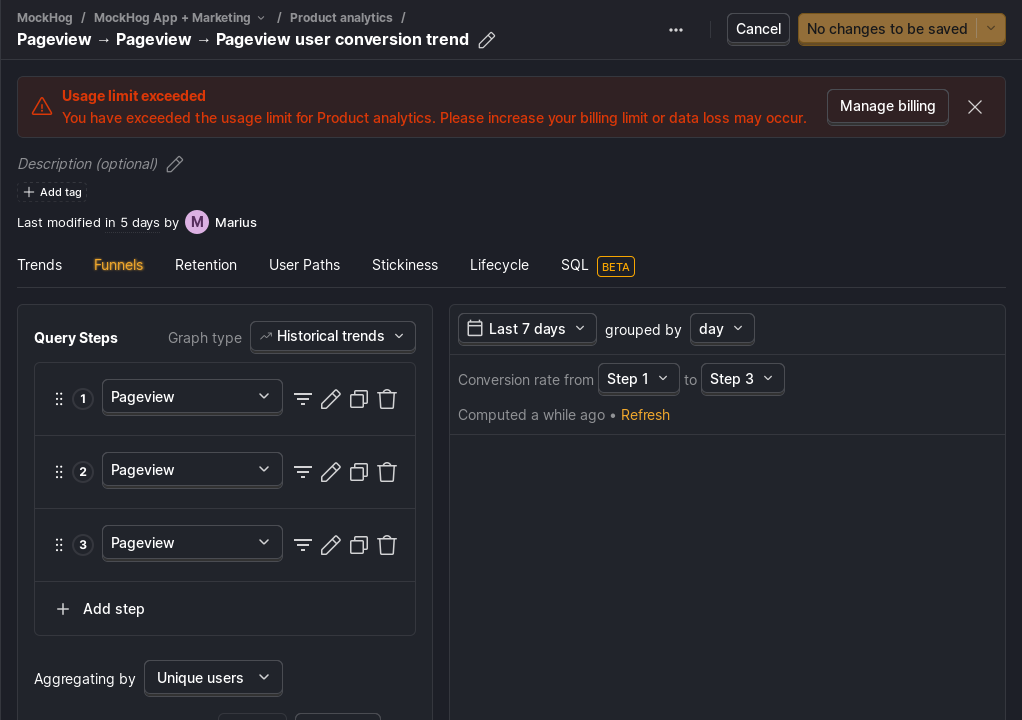 MockHog / MockHog App + Marketing / Product analytics /
Pageview → Pageview → Pageview user conversion trend
Cancel
No changes to be saved
Usage limit exceeded
You have exceeded the usage limit for Product analytics. Please increase your billing limit or data loss may occur.
Manage billing
Description (optional)
Add tag
Last modified in 5 days by M Marius
Trends Funnels Retention User Paths Stickiness Lifecycle SQL BETA
Query Steps Graph type Historical trends
1 Pageview
2 Pageview
3 Pageview
Add step
Aggregating by Unique users
Last 7 days grouped by day
Conversion rate from Step 1 to Step 3
Computed a while ago • Refresh